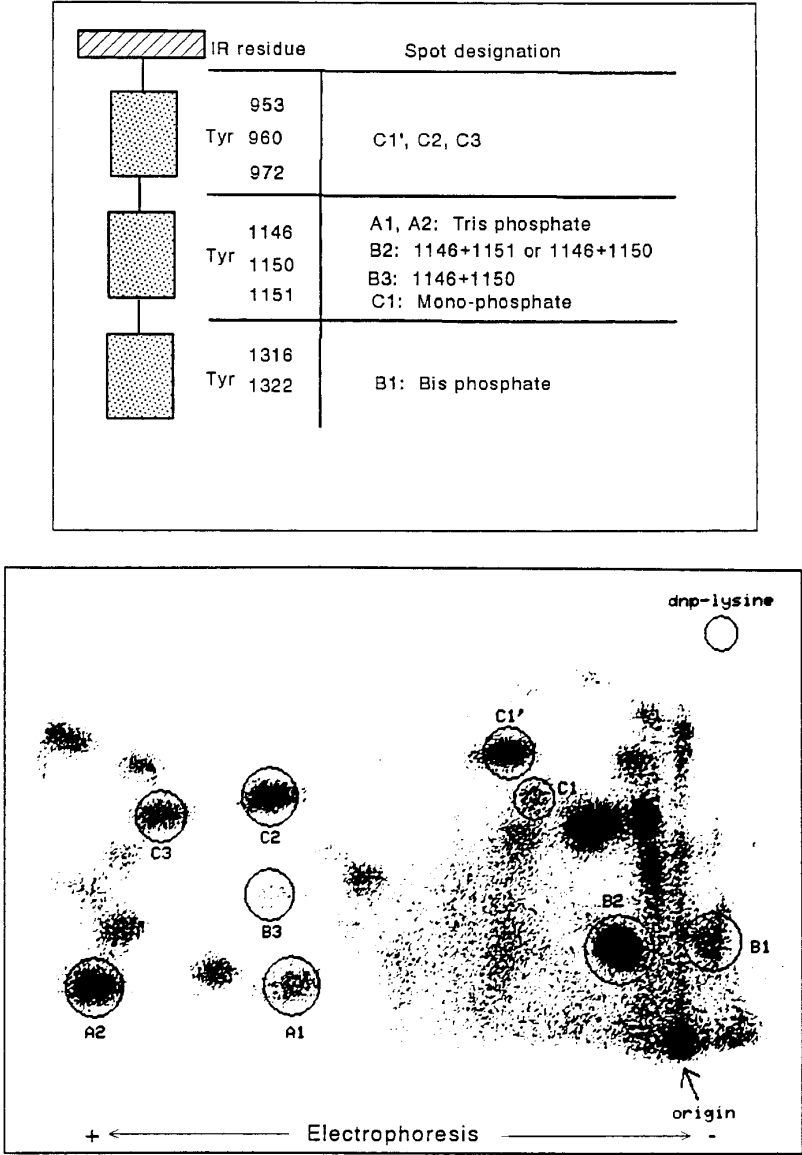 IR residue Spot designation
953
Tyr 960 C1', C2, C3
972
1146 A1, A2: Tris phosphate
Tyr 1150 B2: 1146+1151 or 1146+1150
1151 B3: 1146+1150
C1: Mono-phosphate
1316
Tyr 1322 B1: Bis phosphate
dnp-lysine
C1'
C1
C3
C2
B3
B2
B1
A2
A1
origin
+ Electrophoresis -